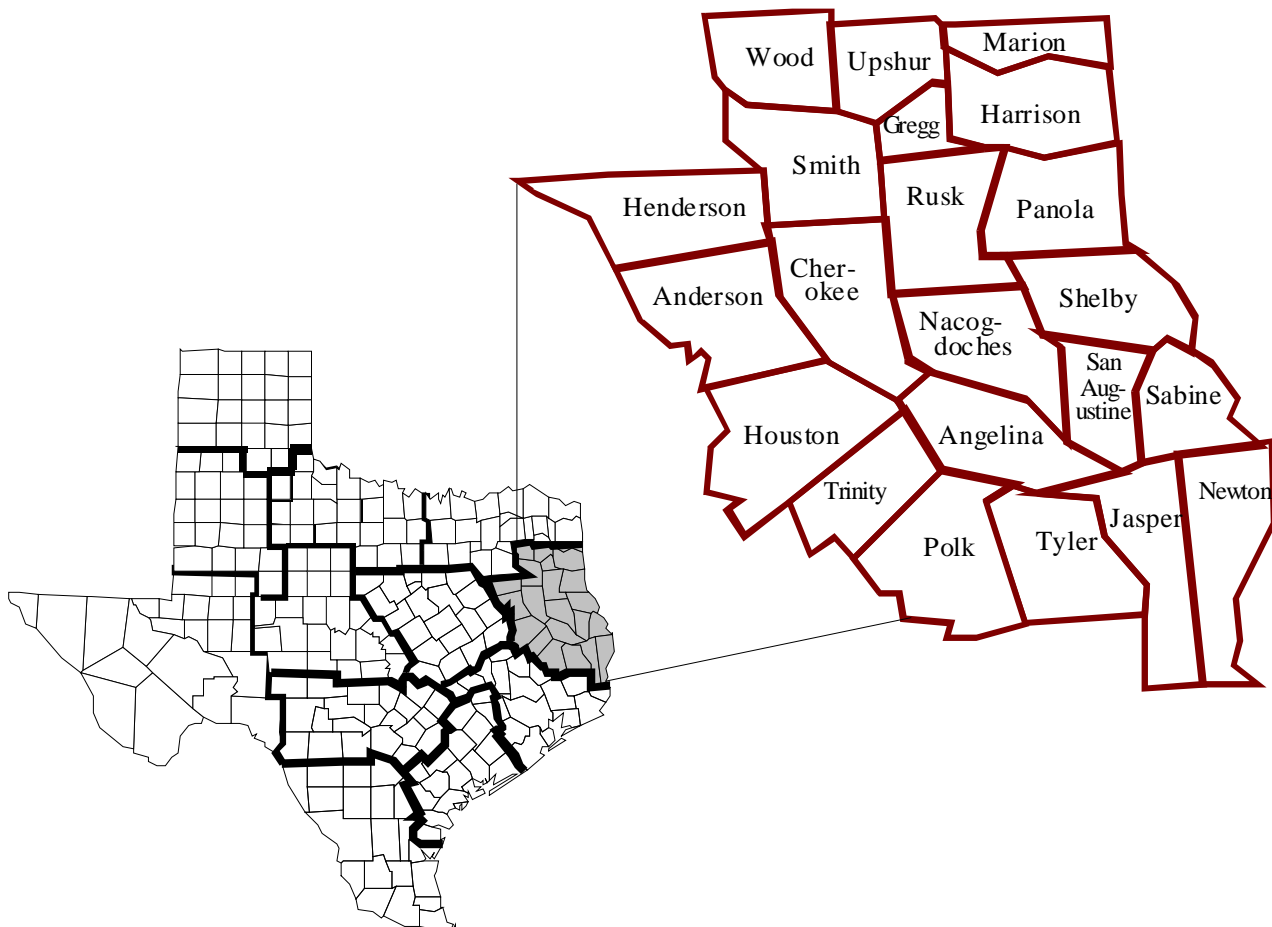 Wood
Upshur
Marion
Gregg
Harrison
Smith
Henderson
Rusk
Panola
Anderson
Cher-
okee
Shelby
Nacog-
doches
San
Aug-
ustine
Sabine
Houston
Angelina
Trinity
Newton
Jasper
Polk
Tyler